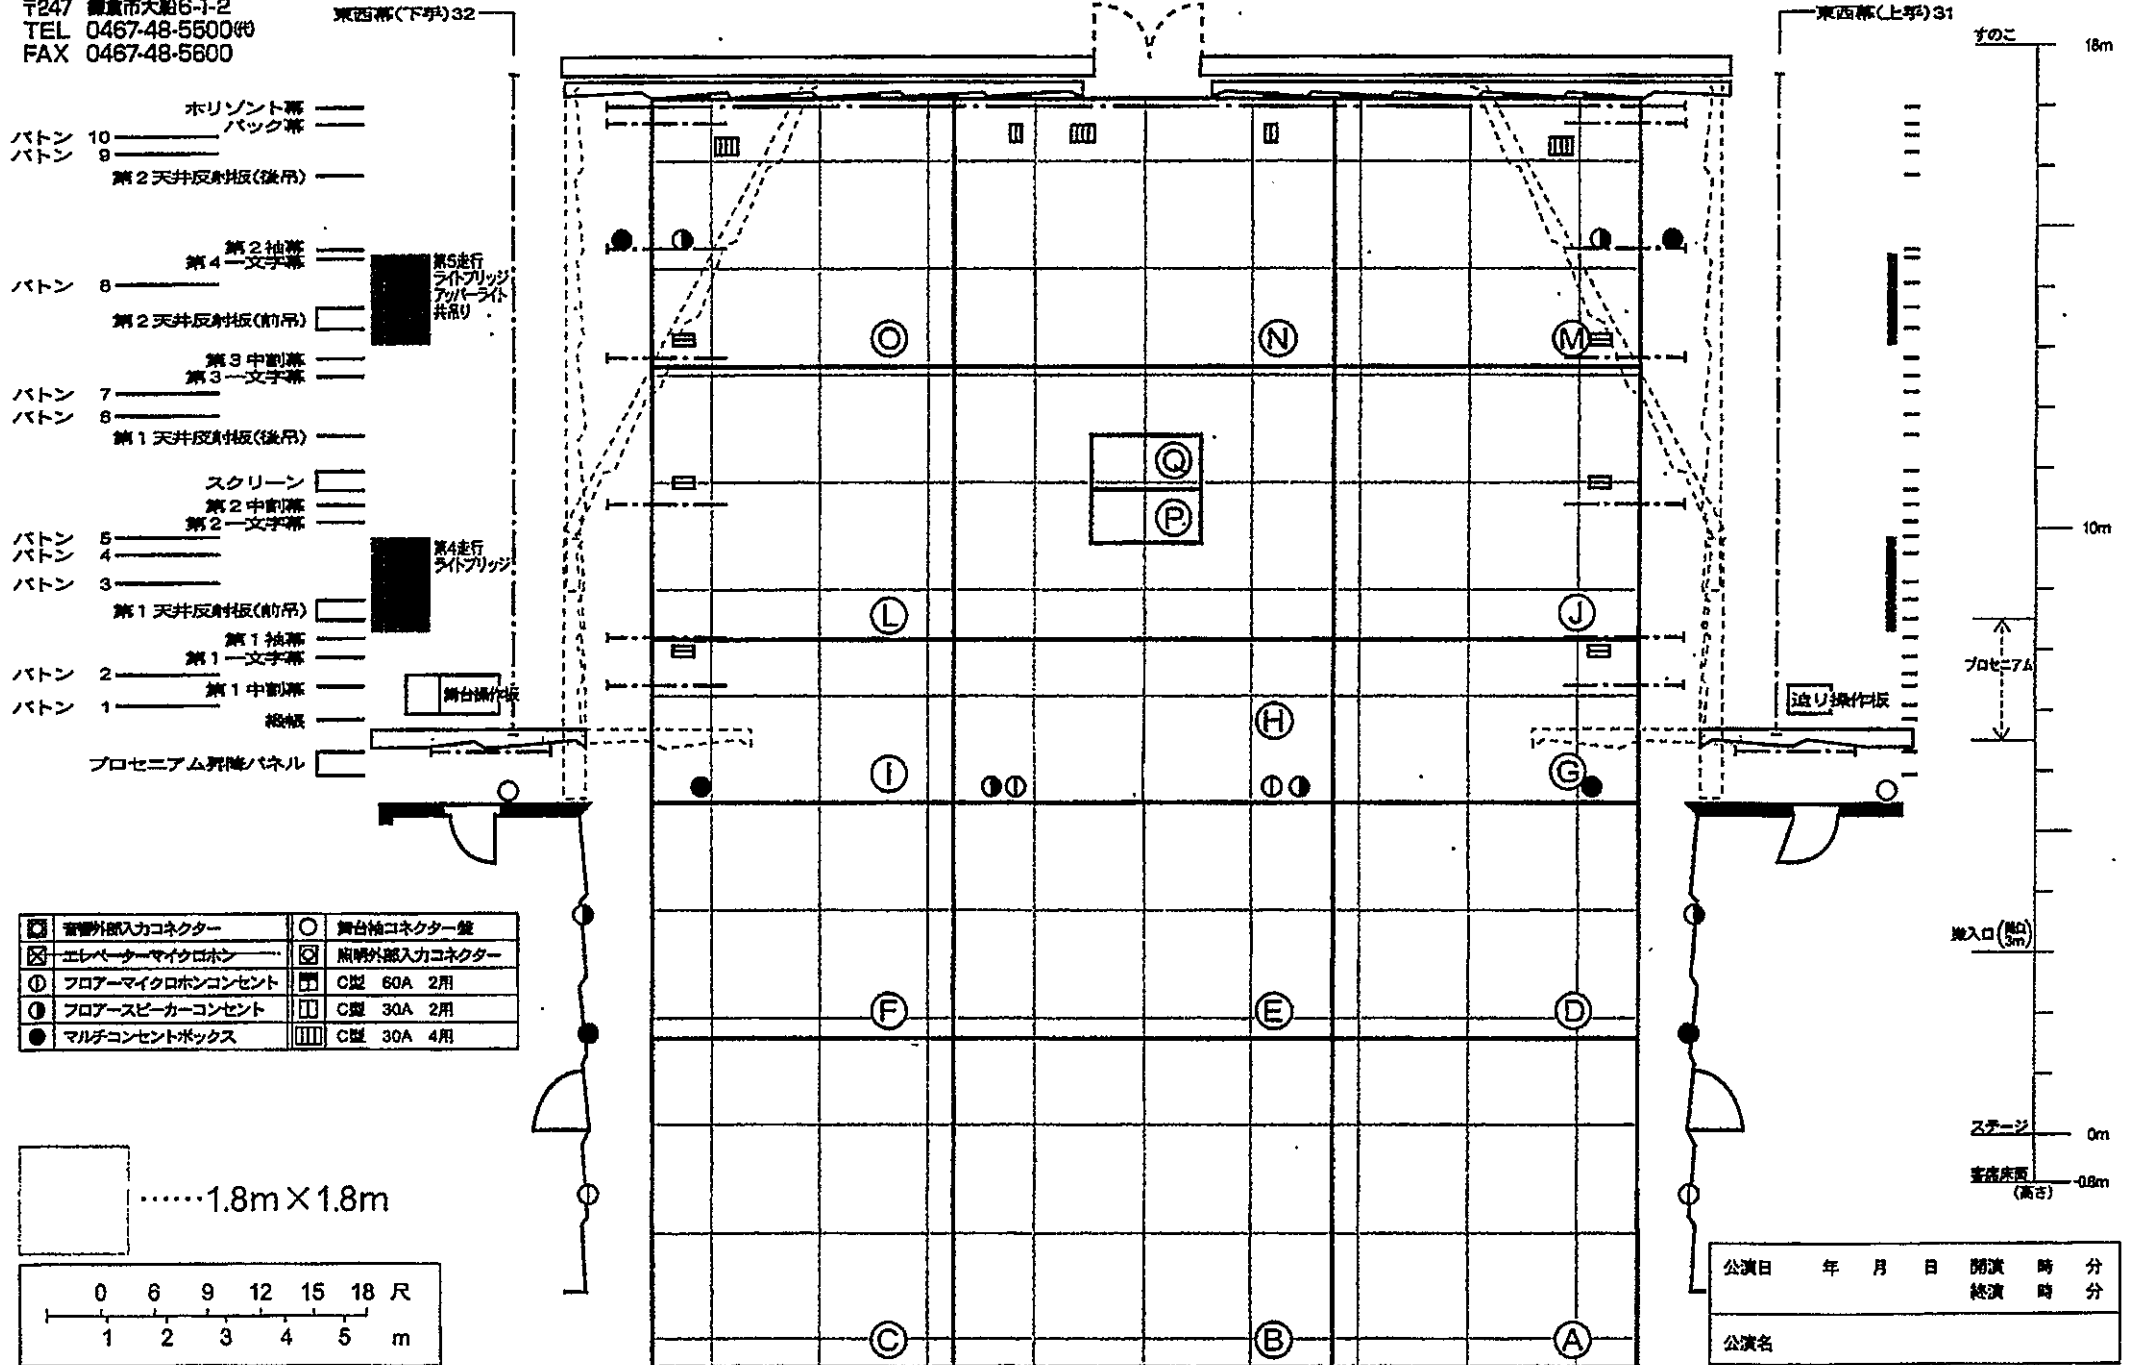 〒247 鎌倉市大船6-1-2
TEL 0467-48-5500㈹
FAX 0467-48-5600
東西幕(下手)32
東西幕(上手)31
すのこ
18m
ホリゾント幕
バック幕
バトン 10
バトン 9
第2天井反射板(後吊)
第2袖幕
第4一文字幕
バトン 8
第2天井反射板(前吊)
第5走行
ライトブリッジ
アッパーライト
共吊り
第3中割幕
第3一文字幕
バトン 7
バトン 6
第1天井反射板(後吊)
スクリーン
第2中割幕
第2一文字幕
バトン 5
バトン 4
バトン 3
第4走行
ライトブリッジ
第1天井反射板(前吊)
第1袖幕
第1一文字幕
バトン 2
第1中割幕
バトン 1
緞帳
プロセニアム昇降パネル
舞台操作板
迫り操作板
O N M
Q
P
L J
H
I G
F E D
C B A
10m
プロセニアム
搬入口(間口3m)
ステージ 0m
客席床面 -0.8m
(高さ)
音響外部入力コネクター
舞台袖コネクター盤
エレベーターマイクロホン
照明外部入力コネクター
フロアーマイクロホンコンセント
C型 60A 2用
フロアースピーカーコンセント
C型 30A 2用
マルチコンセントボックス
C型 30A 4用
……1.8m×1.8m
0 6 9 12 15 18 尺
1 2 3 4 5 m
公演日 年 月 日 開演 時 分
終演 時 分
公演名